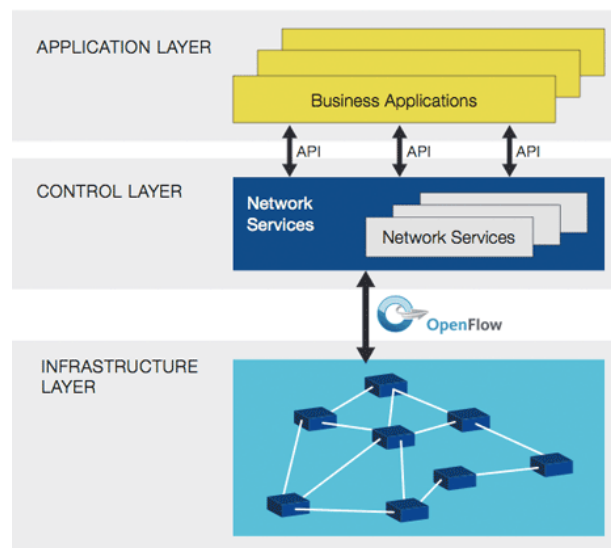 APPLICATION LAYER
Business Applications
API
API
API
CONTROL LAYER
Network
Services
Network Services
OpenFlow
INFRASTRUCTURE
LAYER